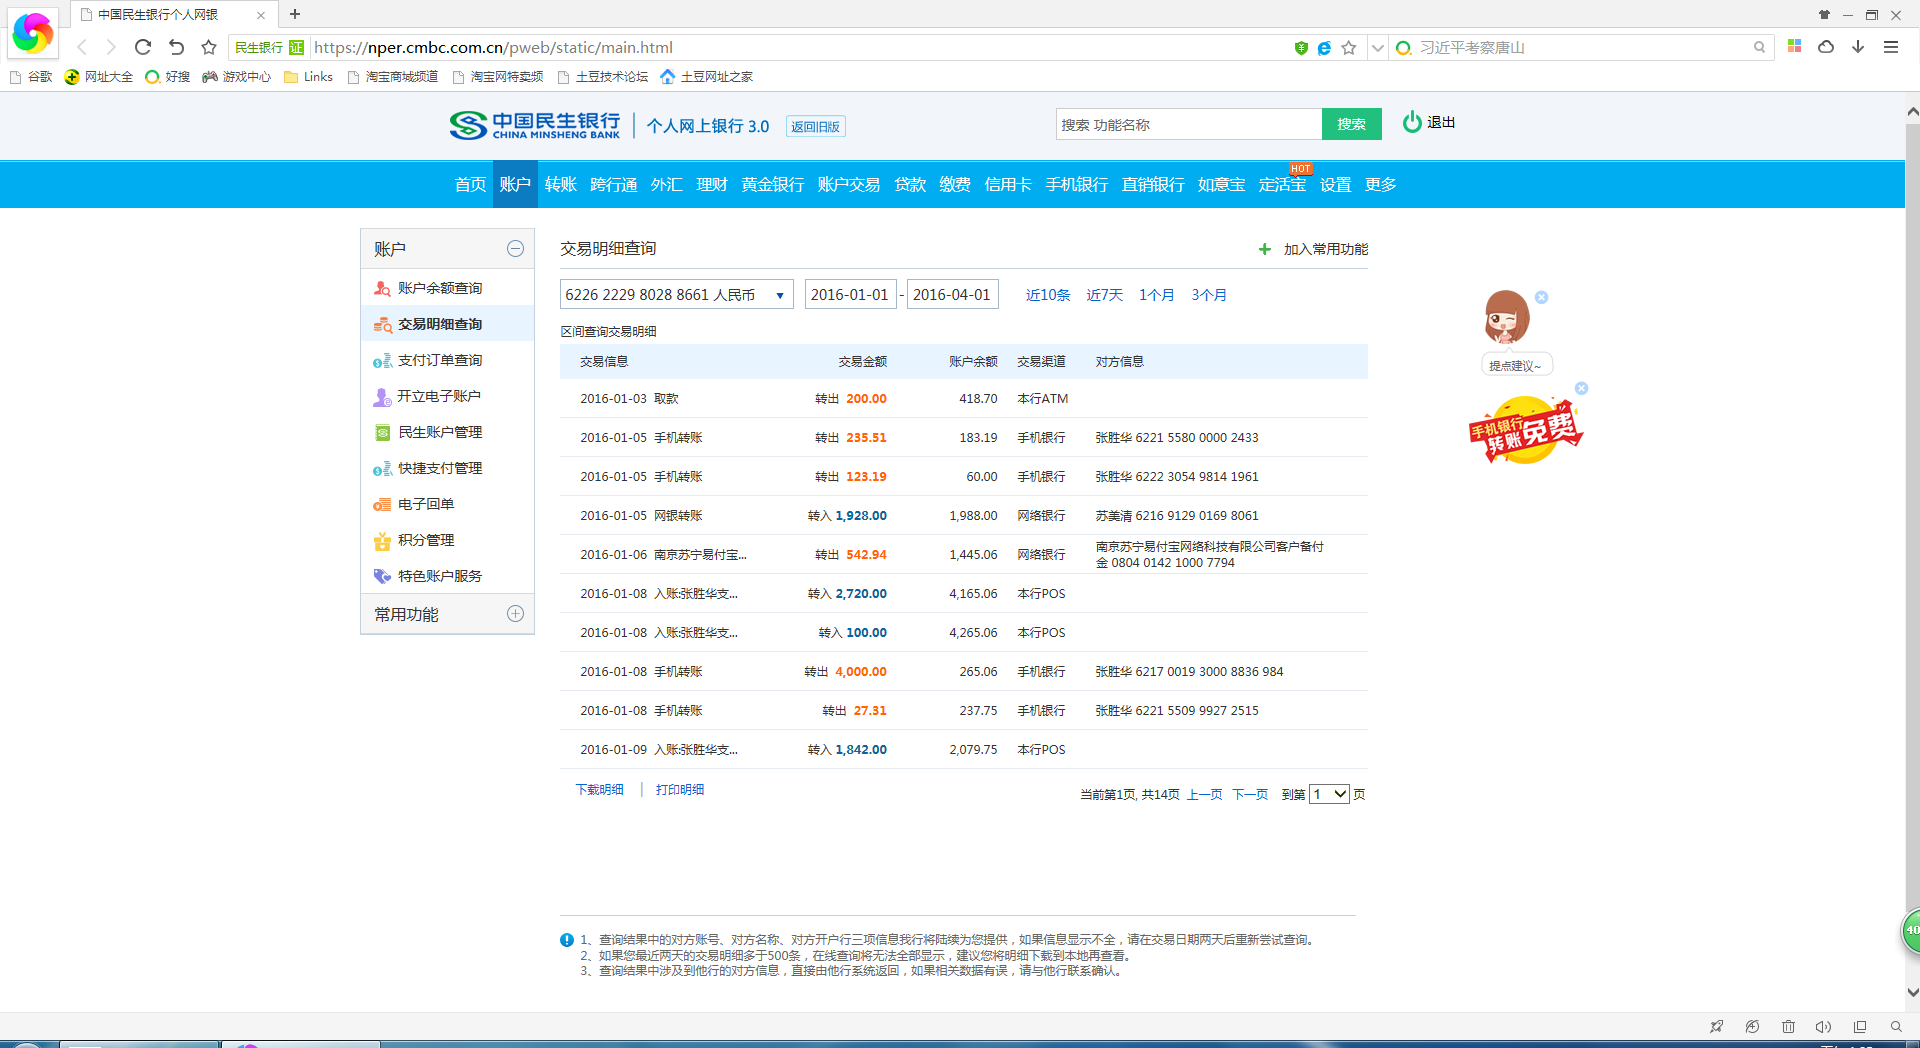 中国民生银行个人网银
民生银行 证 https://nper.cmbc.com.cn/pweb/static/main.html
习近平考察唐山
谷歌 网址大全 好搜 游戏中心 Links 淘宝商城频道 淘宝网特卖频 土豆技术论坛 土豆网址之家
中国民生银行 CHINA MINSHENG BANK 个人网上银行 3.0 返回旧版
搜索 功能名称 搜索 退出
HOT
首页 账户 转账 跨行通 外汇 理财 黄金银行 账户交易 贷款 缴费 信用卡 手机银行 直销银行 如意宝 定活宝 设置 更多
账户
账户余额查询
交易明细查询
支付订单查询
开立电子账户
民生账户管理
快捷支付管理
电子回单
积分管理
特色账户服务
常用功能
交易明细查询 加入常用功能
6226 2229 8028 8661 人民币 2016-01-01 - 2016-04-01 近10条 近7天 1个月 3个月
区间查询交易明细
交易信息 交易金额 账户余额 交易渠道 对方信息
2016-01-03 取款 转出 200.00 418.70 本行ATM
2016-01-05 手机转账 转出 235.51 183.19 手机银行 张胜华 6221 5580 0000 2433
2016-01-05 手机转账 转出 123.19 60.00 手机银行 张胜华 6222 3054 9814 1961
2016-01-05 网银转账 转入 1,928.00 1,988.00 网络银行 苏美清 6216 9129 0169 8061
2016-01-06 南京苏宁易付宝... 转出 542.94 1,445.06 网络银行 南京苏宁易付宝网络科技有限公司客户备付
金 0804 0142 1000 7794
2016-01-08 入账:张胜华支... 转入 2,720.00 4,165.06 本行POS
2016-01-08 入账:张胜华支... 转入 100.00 4,265.06 本行POS
2016-01-08 手机转账 转出 4,000.00 265.06 手机银行 张胜华 6217 0019 3000 8836 984
2016-01-08 手机转账 转出 27.31 237.75 手机银行 张胜华 6221 5509 9927 2515
2016-01-09 入账:张胜华支... 转入 1,842.00 2,079.75 本行POS
下载明细 | 打印明细
当前第1页, 共14页 上一页 下一页 到第 1 页
提点建议~
手机银行
转账免费
1、查询结果中的对方账号、对方名称、对方开户行三项信息我行将陆续为您提供，如果信息显示不全，请在交易日期两天后重新尝试查询。
2、如果您最近两天的交易明细多于500条，在线查询将无法全部显示，建议您将明细下载到本地再查看。
3、查询结果中涉及到他行的对方信息，直接由他行系统返回，如果相关数据有误，请与他行联系确认。
40